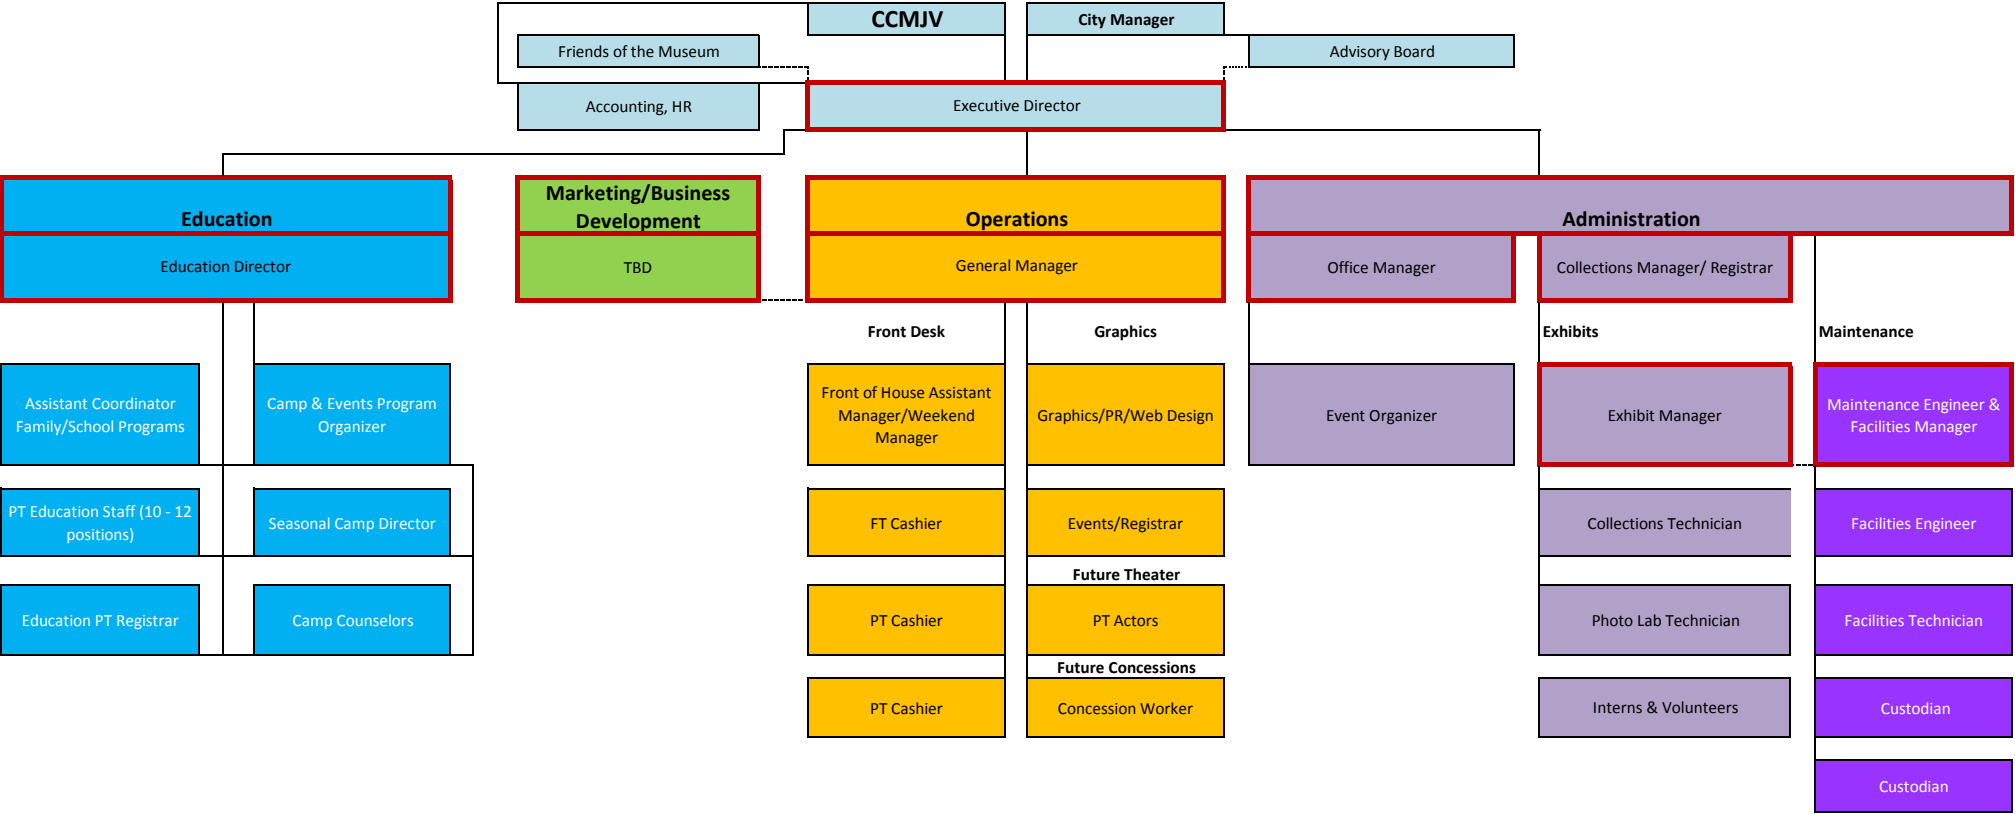 CCMJV
City Manager
Friends of the Museum
Advisory Board
Accounting, HR
Executive Director
Education
Marketing/Business
Development
Operations
Administration
Education Director
TBD
General Manager
Office Manager
Collections Manager/ Registrar
Front Desk
Graphics
Exhibits
Maintenance
Assistant Coordinator
Family/School Programs
Camp & Events Program
Organizer
Front of House Assistant
Manager/Weekend
Manager
Graphics/PR/Web Design
Event Organizer
Exhibit Manager
Maintenance Engineer &
Facilities Manager
PT Education Staff (10 - 12
positions)
Seasonal Camp Director
FT Cashier
Events/Registrar
Collections Technician
Facilities Engineer
Future Theater
Education PT Registrar
Camp Counselors
PT Cashier
PT Actors
Photo Lab Technician
Facilities Technician
Future Concessions
PT Cashier
Concession Worker
Interns & Volunteers
Custodian
Custodian